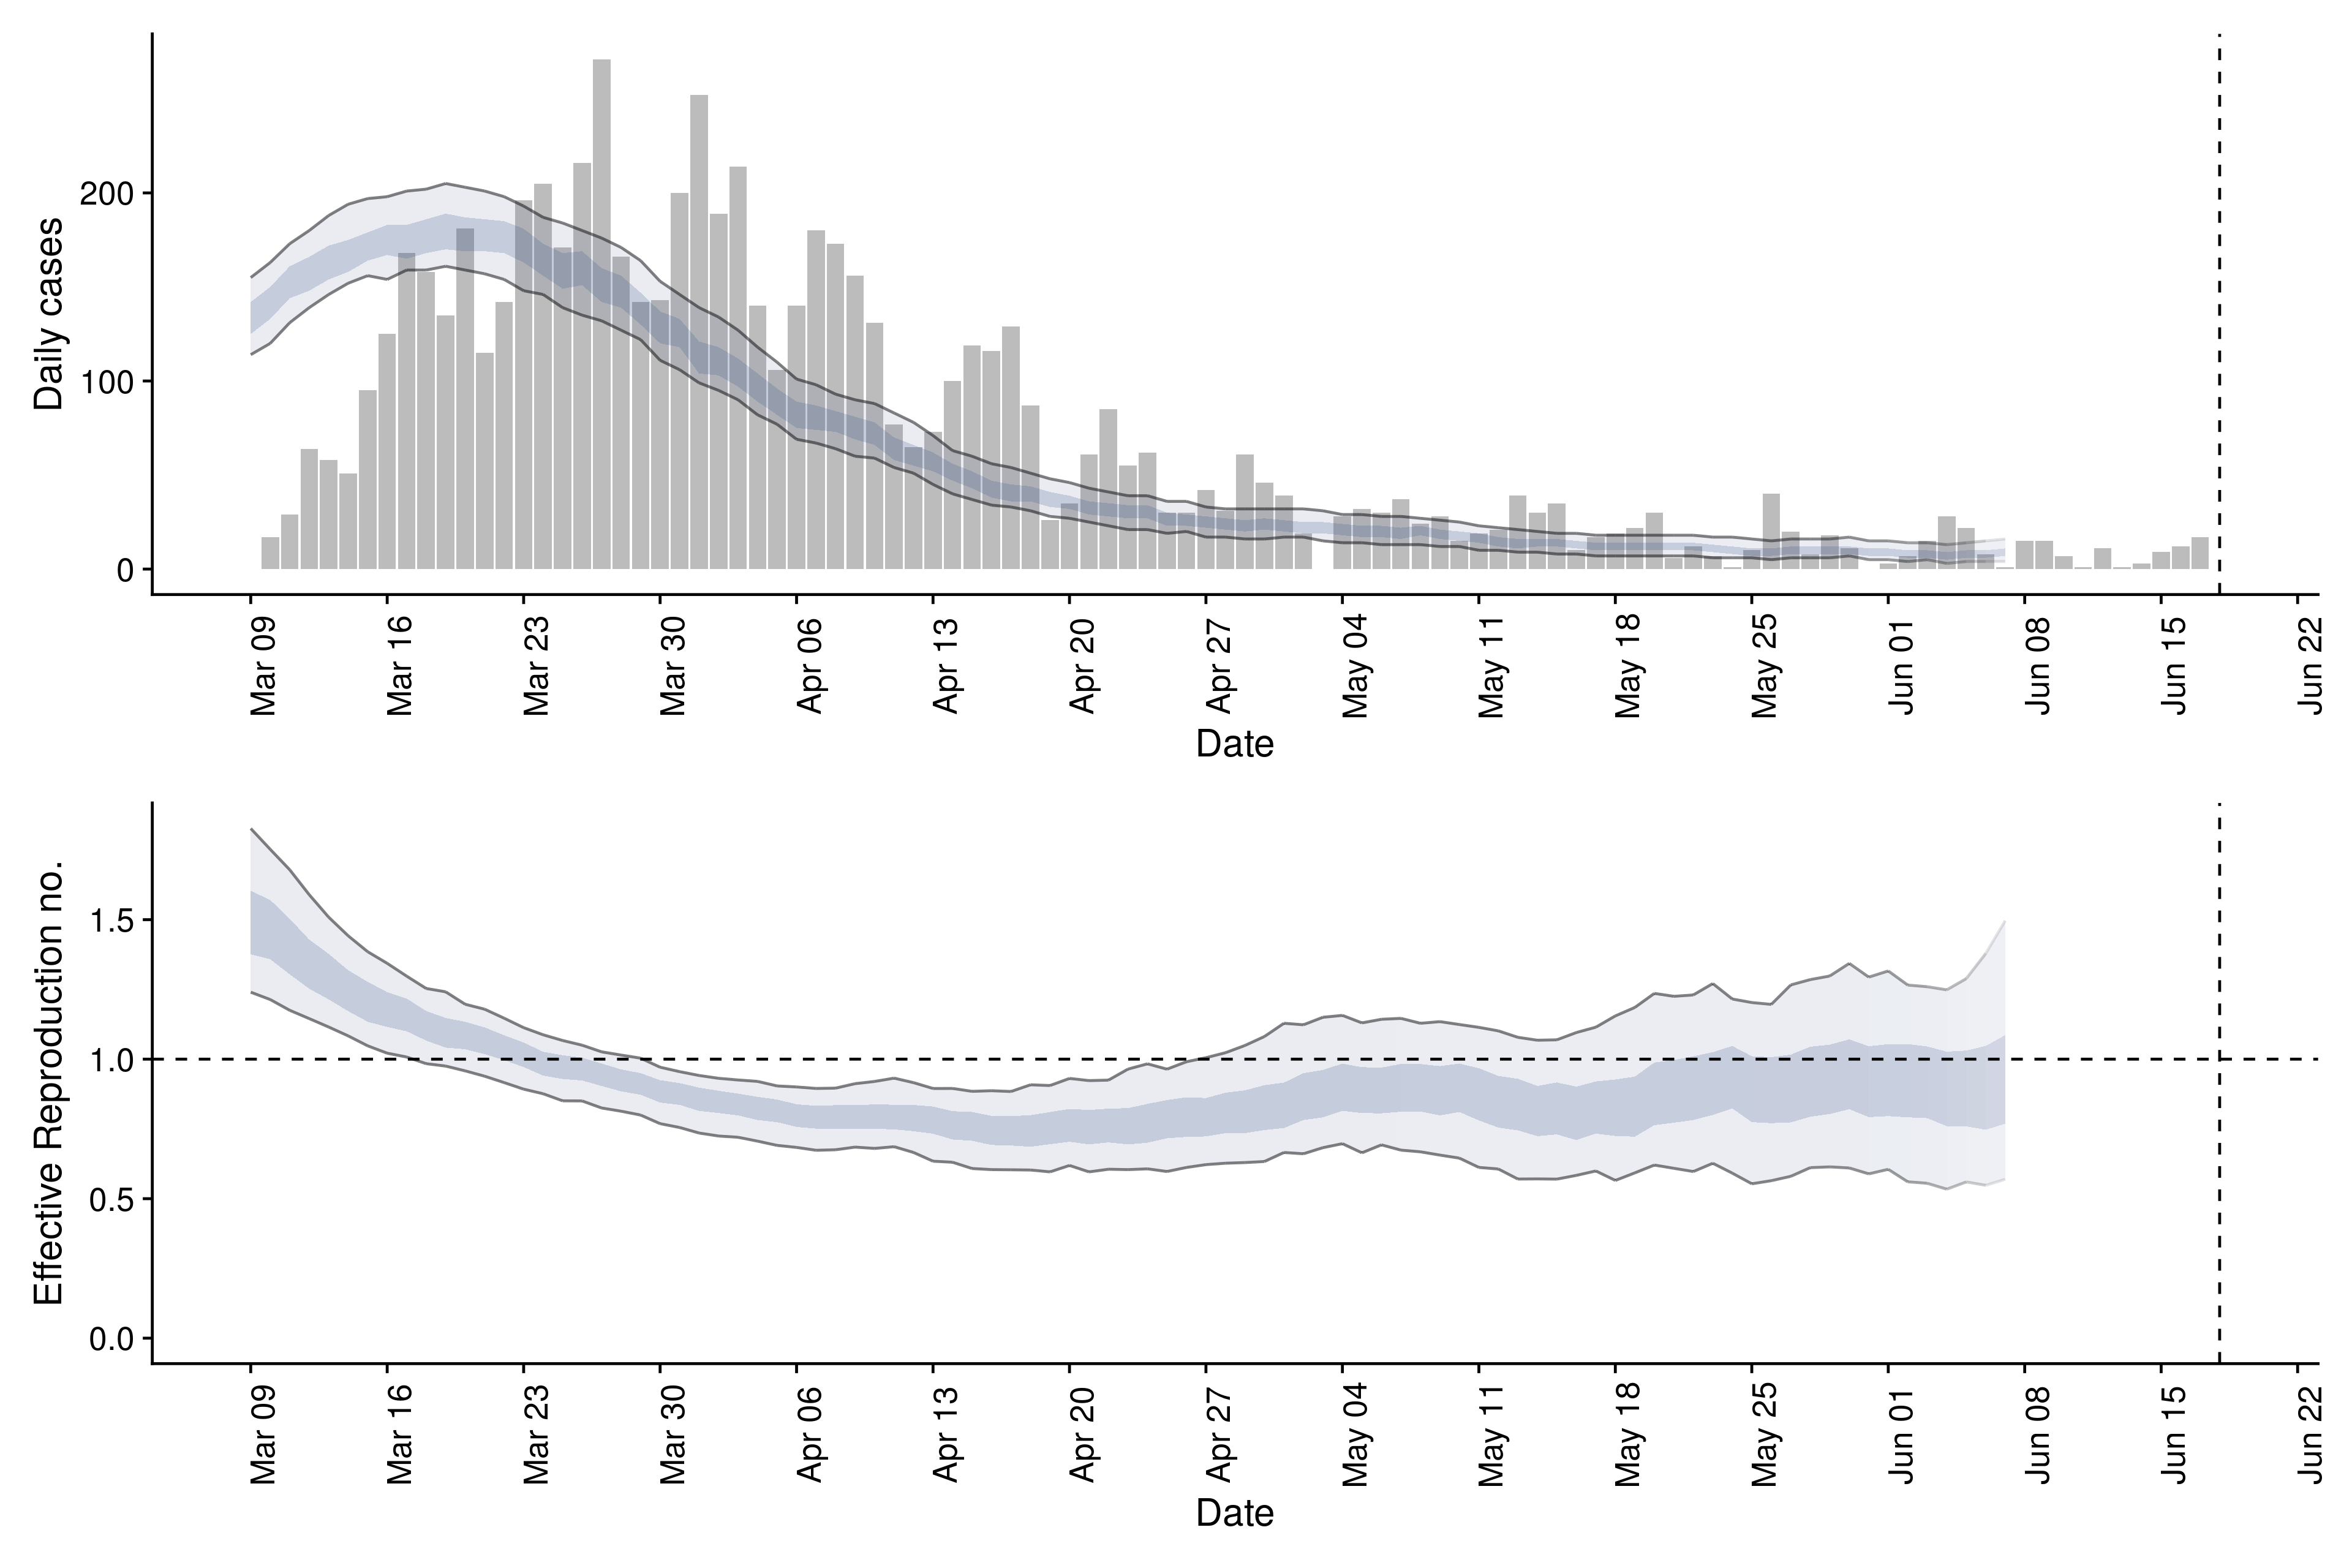 Daily cases
200
100
0
Mar 09
Mar 16
Mar 23
Mar 30
Apr 06
Apr 13
Apr 20
Apr 27
May 04
May 11
May 18
May 25
Jun 01
Jun 08
Jun 15
Jun 22
Date
Effective Reproduction no.
1.5
1.0
0.5
0.0
Mar 09
Mar 16
Mar 23
Mar 30
Apr 06
Apr 13
Apr 20
Apr 27
May 04
May 11
May 18
May 25
Jun 01
Jun 08
Jun 15
Jun 22
Date